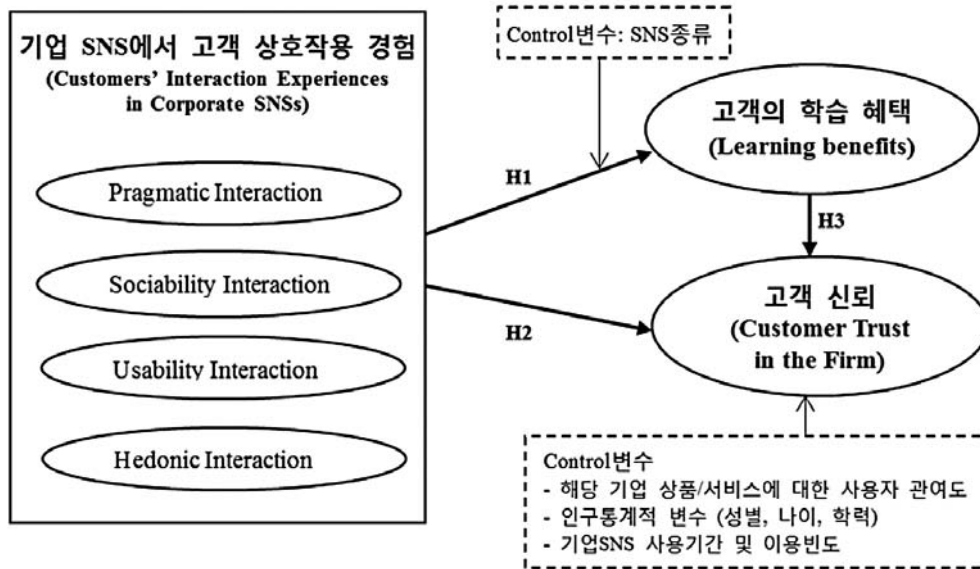 기업 SNS에서 고객 상호작용 경험
(Customers' Interaction Experiences
in Corporate SNSs)
Pragmatic Interaction
Sociability Interaction
Usability Interaction
Hedonic Interaction
Control변수: SNS종류
H1
H2
고객의 학습 혜택
(Learning benefits)
H3
고객 신뢰
(Customer Trust
in the Firm)
Control변수
- 해당 기업 상품/서비스에 대한 사용자 관여도
- 인구통계적 변수 (성별, 나이, 학력)
- 기업SNS 사용기간 및 이용빈도